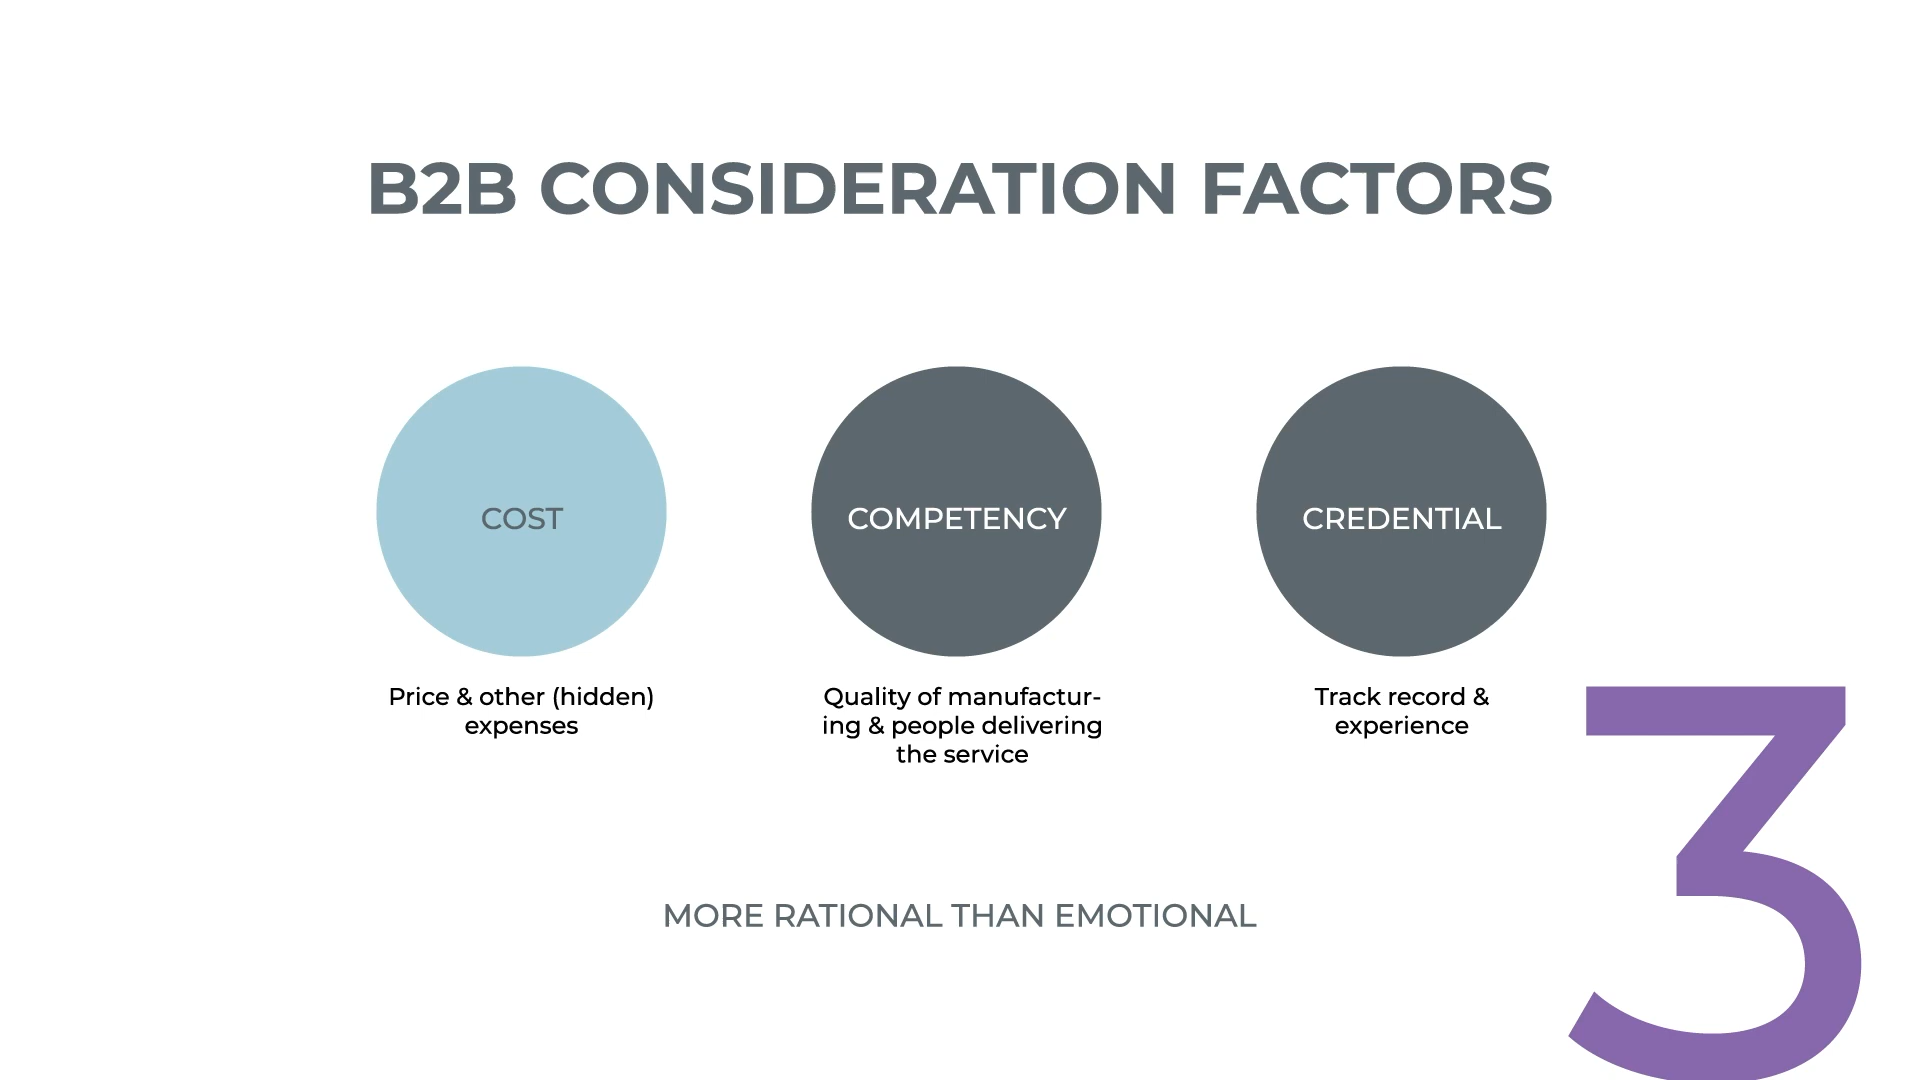 B2B CONSIDERATION FACTORS
COST
Price & other (hidden)
expenses
COMPETENCY
Quality of manufactur-
ing & people delivering
the service
CREDENTIAL
Track record &
experience
MORE RATIONAL THAN EMOTIONAL
3